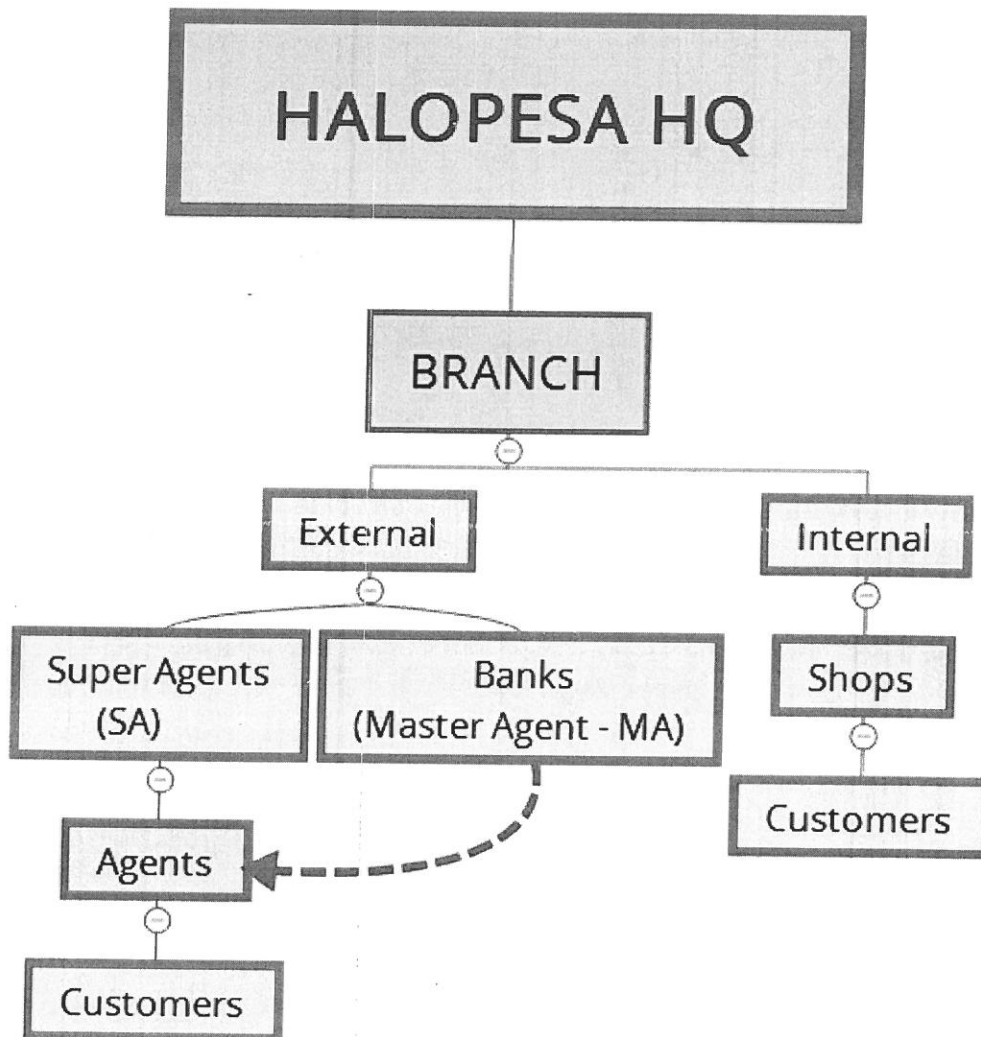 HALOPESA HQ
BRANCH
External
Internal
Super Agents
(SA)
Banks
(Master Agent - MA)
Shops
Agents
Customers
Customers